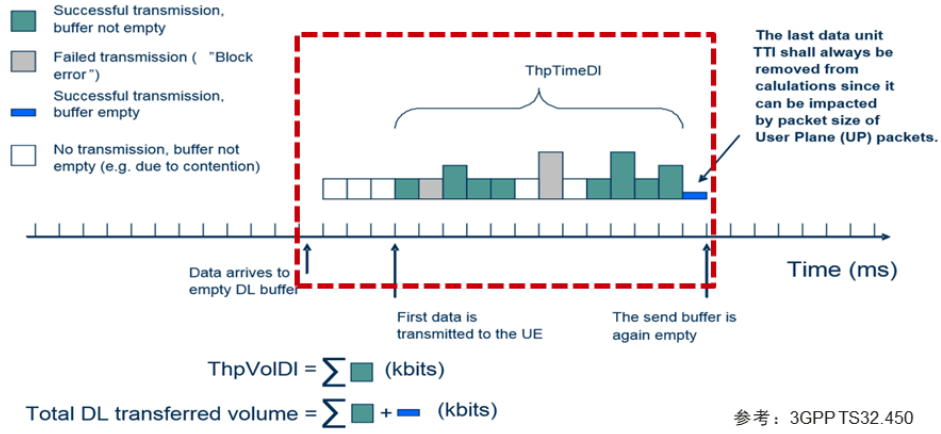 Successful transmission,
buffer not empty
Failed transmission ( “Block
error”)
Successful transmission,
buffer empty
No transmission, buffer not
empty (e.g. due to contention)
ThpTimeDl
The last data unit
TTI shall always be
removed from
calulations since it
can be impacted
by packet size of
User Plane (UP) packets.
Data arrives to
empty DL buffer
First data is
transmitted to the UE
The send buffer is
again empty
Time (ms)
ThpVolDl = ∑ (kbits)
Total DL transferred volume = ∑ + (kbits)
参考：3GPP TS32.450